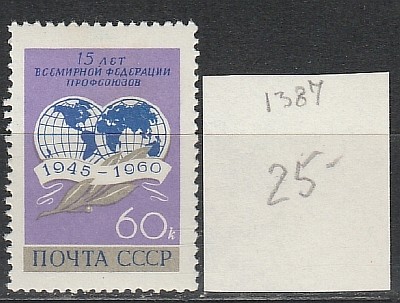 15 ЛЕТ
ВСЕМИРНОЙ ФЕДЕРАЦИИ
ПРОФСОЮЗОВ
1945-1960
60к
ПОЧТА СССР
1387
25-